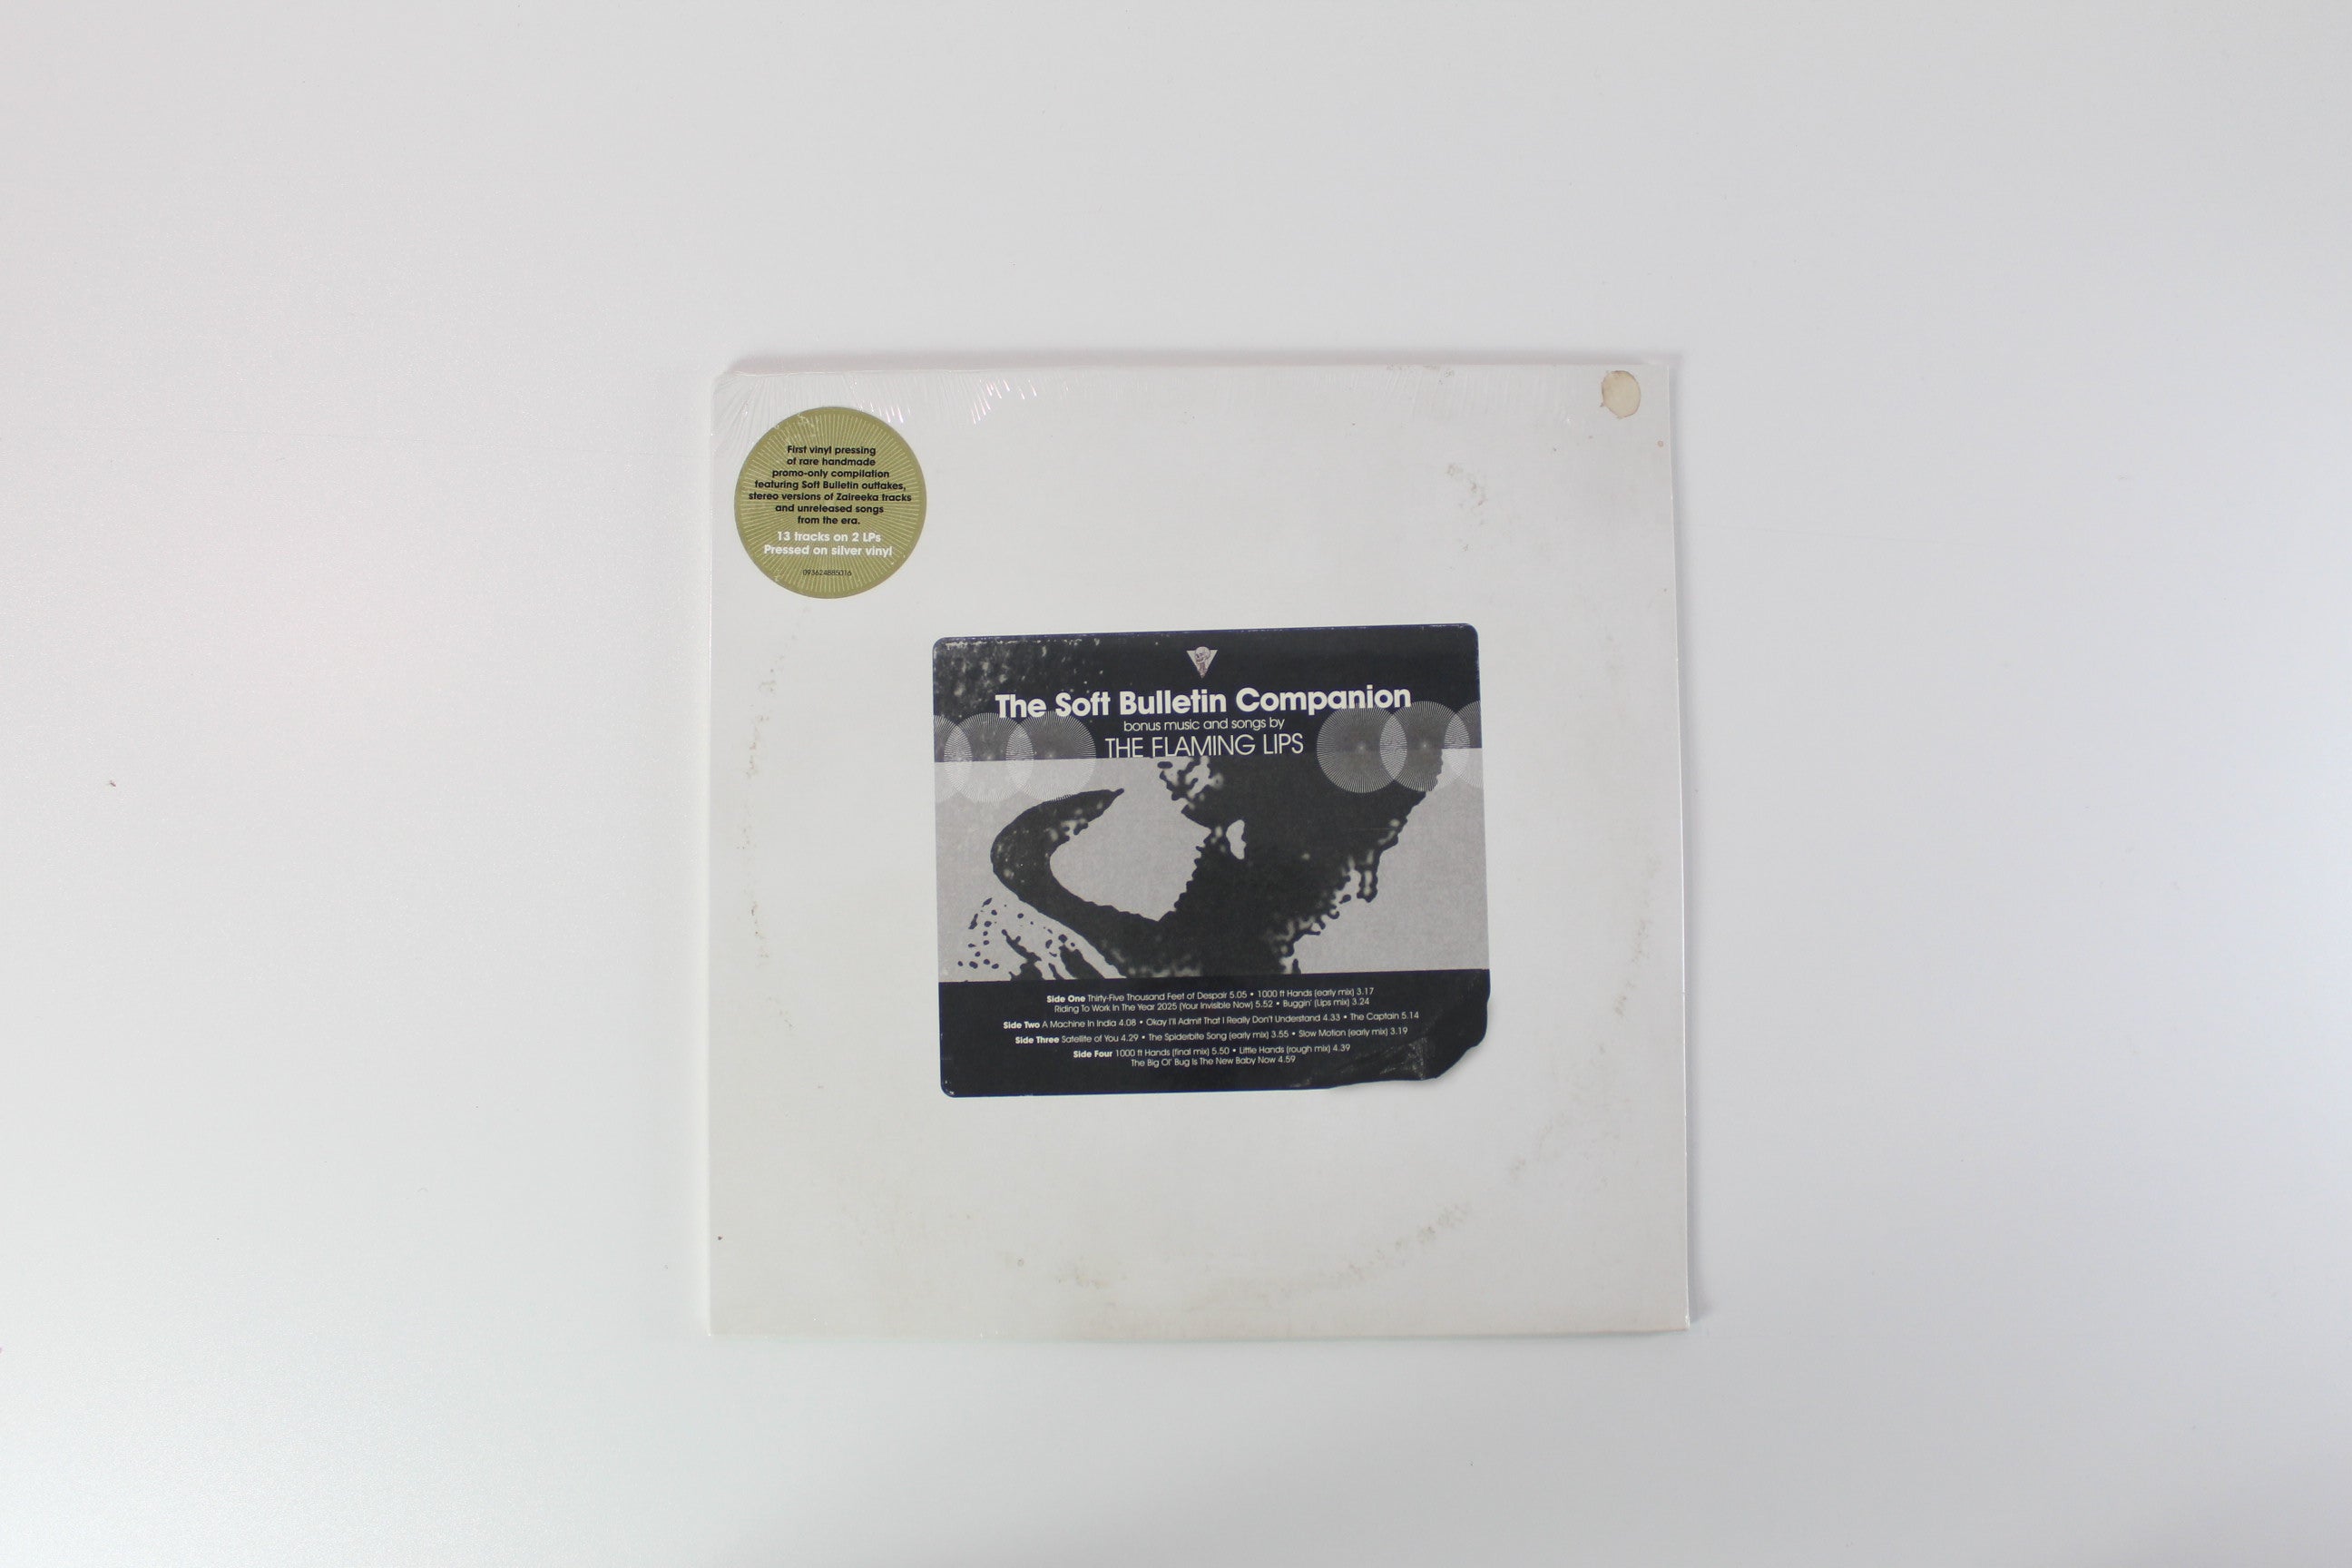 First vinyl pressing
of rare handmade
promo-only compilation
featuring Soft Bulletin outtakes,
stereo versions of Zaireeka tracks
and unreleased songs
from the era.
13 tracks on 2 LPs
Pressed on silver vinyl
093624885016
The Soft Bulletin Companion
bonus music and songs by
THE FLAMING LIPS
Side One Thirty-Five Thousand Feet of Despair 5.05 • 1000 ft Hands (early mix) 3.17
Riding To Work In The Year 2025 (Your Invisible Now) 5.52 • Buggin' (Lips mix) 3.24
Side Two A Machine In India 4.08 • Okay I'll Admit That I Really Don't Understand 4.33 • The Captain 5.14
Side Three Satellite of You 4.29 • The Spiderbite Song (early mix) 3.55 • Slow Motion (early mix) 3.19
Side Four 1000 ft Hands (final mix) 5.50 • Little Hands (rough mix) 4.39
The Big Ol' Bug Is The New Baby Now 4.59